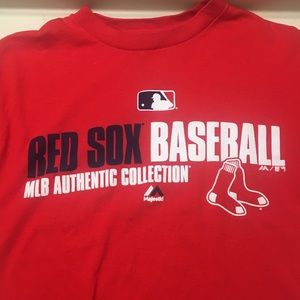 RED SOX BASEBALL
MLB AUTHENTIC COLLECTION
Majestic